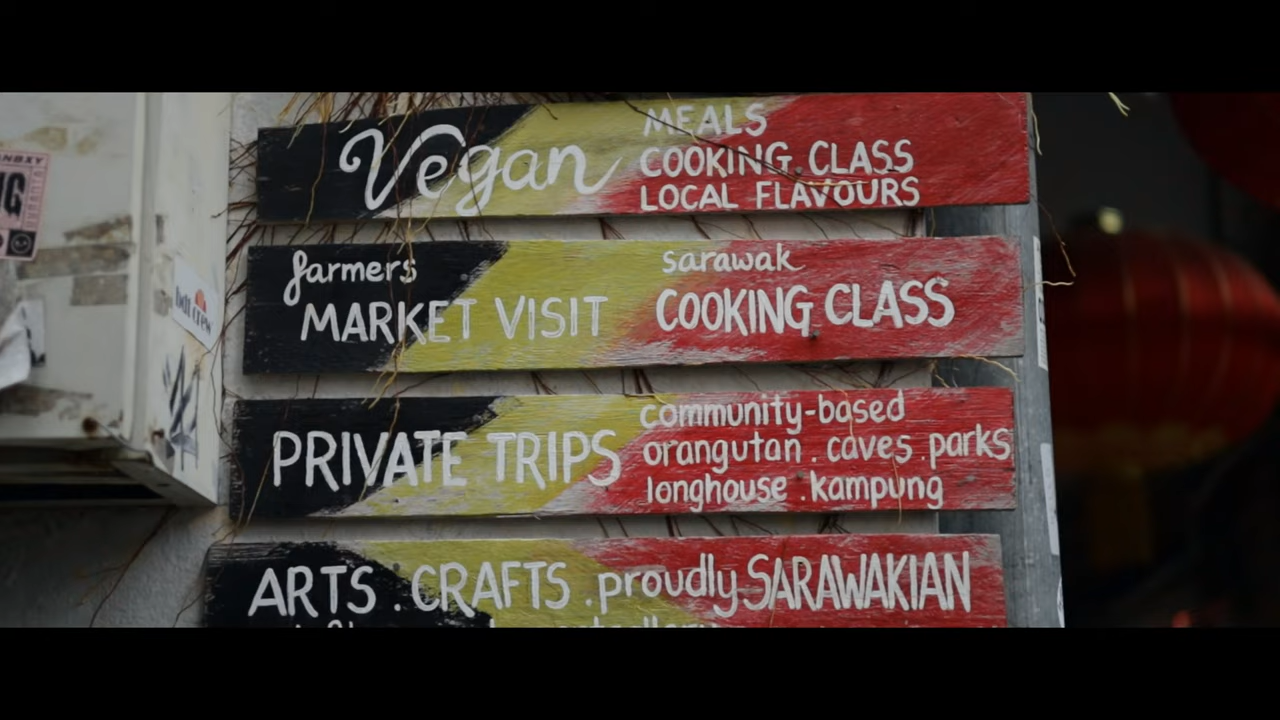 Vegan
MEALS
COOKING CLASS
LOCAL FLAVOURS
farmers
MARKET VISIT
sarawak
COOKING CLASS
PRIVATE TRIPS
community-based
orangutan . caves . parks
longhouse . kampung
ARTS . CRAFTS . proudly SARAWAKIAN